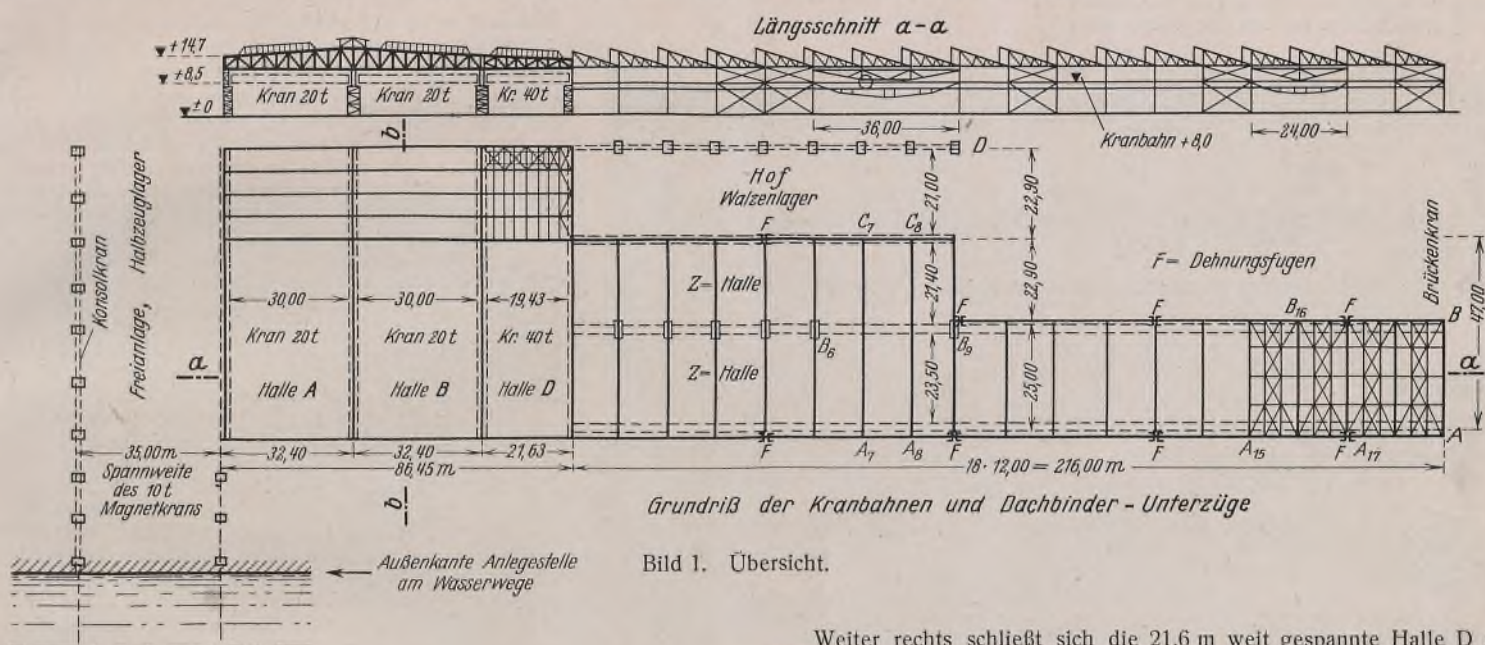 Längsschnitt a-a
+14,7
+8,5
±0
Kran 20t
Kran 20t
Kr. 40t
36,00
Kranbahn +8,0
24,00
b
D
Hof
Walzenlager
21,00
22,90
Konsolkran
Freianlage, Halbzeuglager
F
C7
C8
Z= Halle
21,40
22,90
F= Dehnungsfugen
Brückenkran
47,00
30,00
30,00
19,43
Kran 20t
Kran 20t
Kr. 40t
B6
F
B9
F
B16
F
B
a
Halle A
Halle B
Halle D
Z= Halle
23,50
25,00
a
A
35,00m
Spannweite
des 10t
Magnetkrans
32,40
32,40
21,63
86,45 m
F
A7
A8
F
F
A15
F
A17
18·12,00 = 216,00 m
b
Grundriß der Kranbahnen und Dachbinder-Unterzüge
Außenkante Anlegestelle
am Wasserwege
Bild 1. Übersicht.
Weiter rechts schließt sich die 21,6 m weit gespannte Halle D